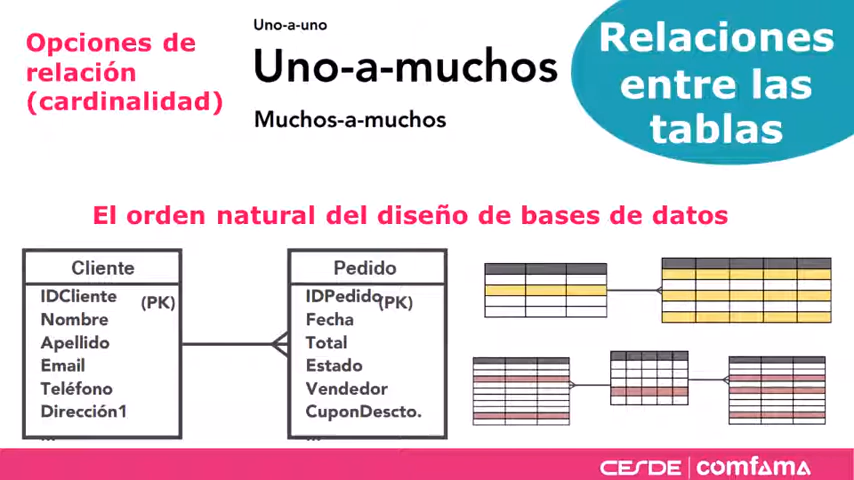 Opciones de
relación
(cardinalidad)
Uno-a-uno
Uno-a-muchos
Muchos-a-muchos
Relaciones
entre las
tablas
El orden natural del diseño de bases de datos
Cliente
IDCliente (PK)
Nombre
Apellido
Email
Teléfono
Dirección1
...
Pedido
IDPedido (PK)
Fecha
Total
Estado
Vendedor
CuponDescto.
...
CESDE | comfama